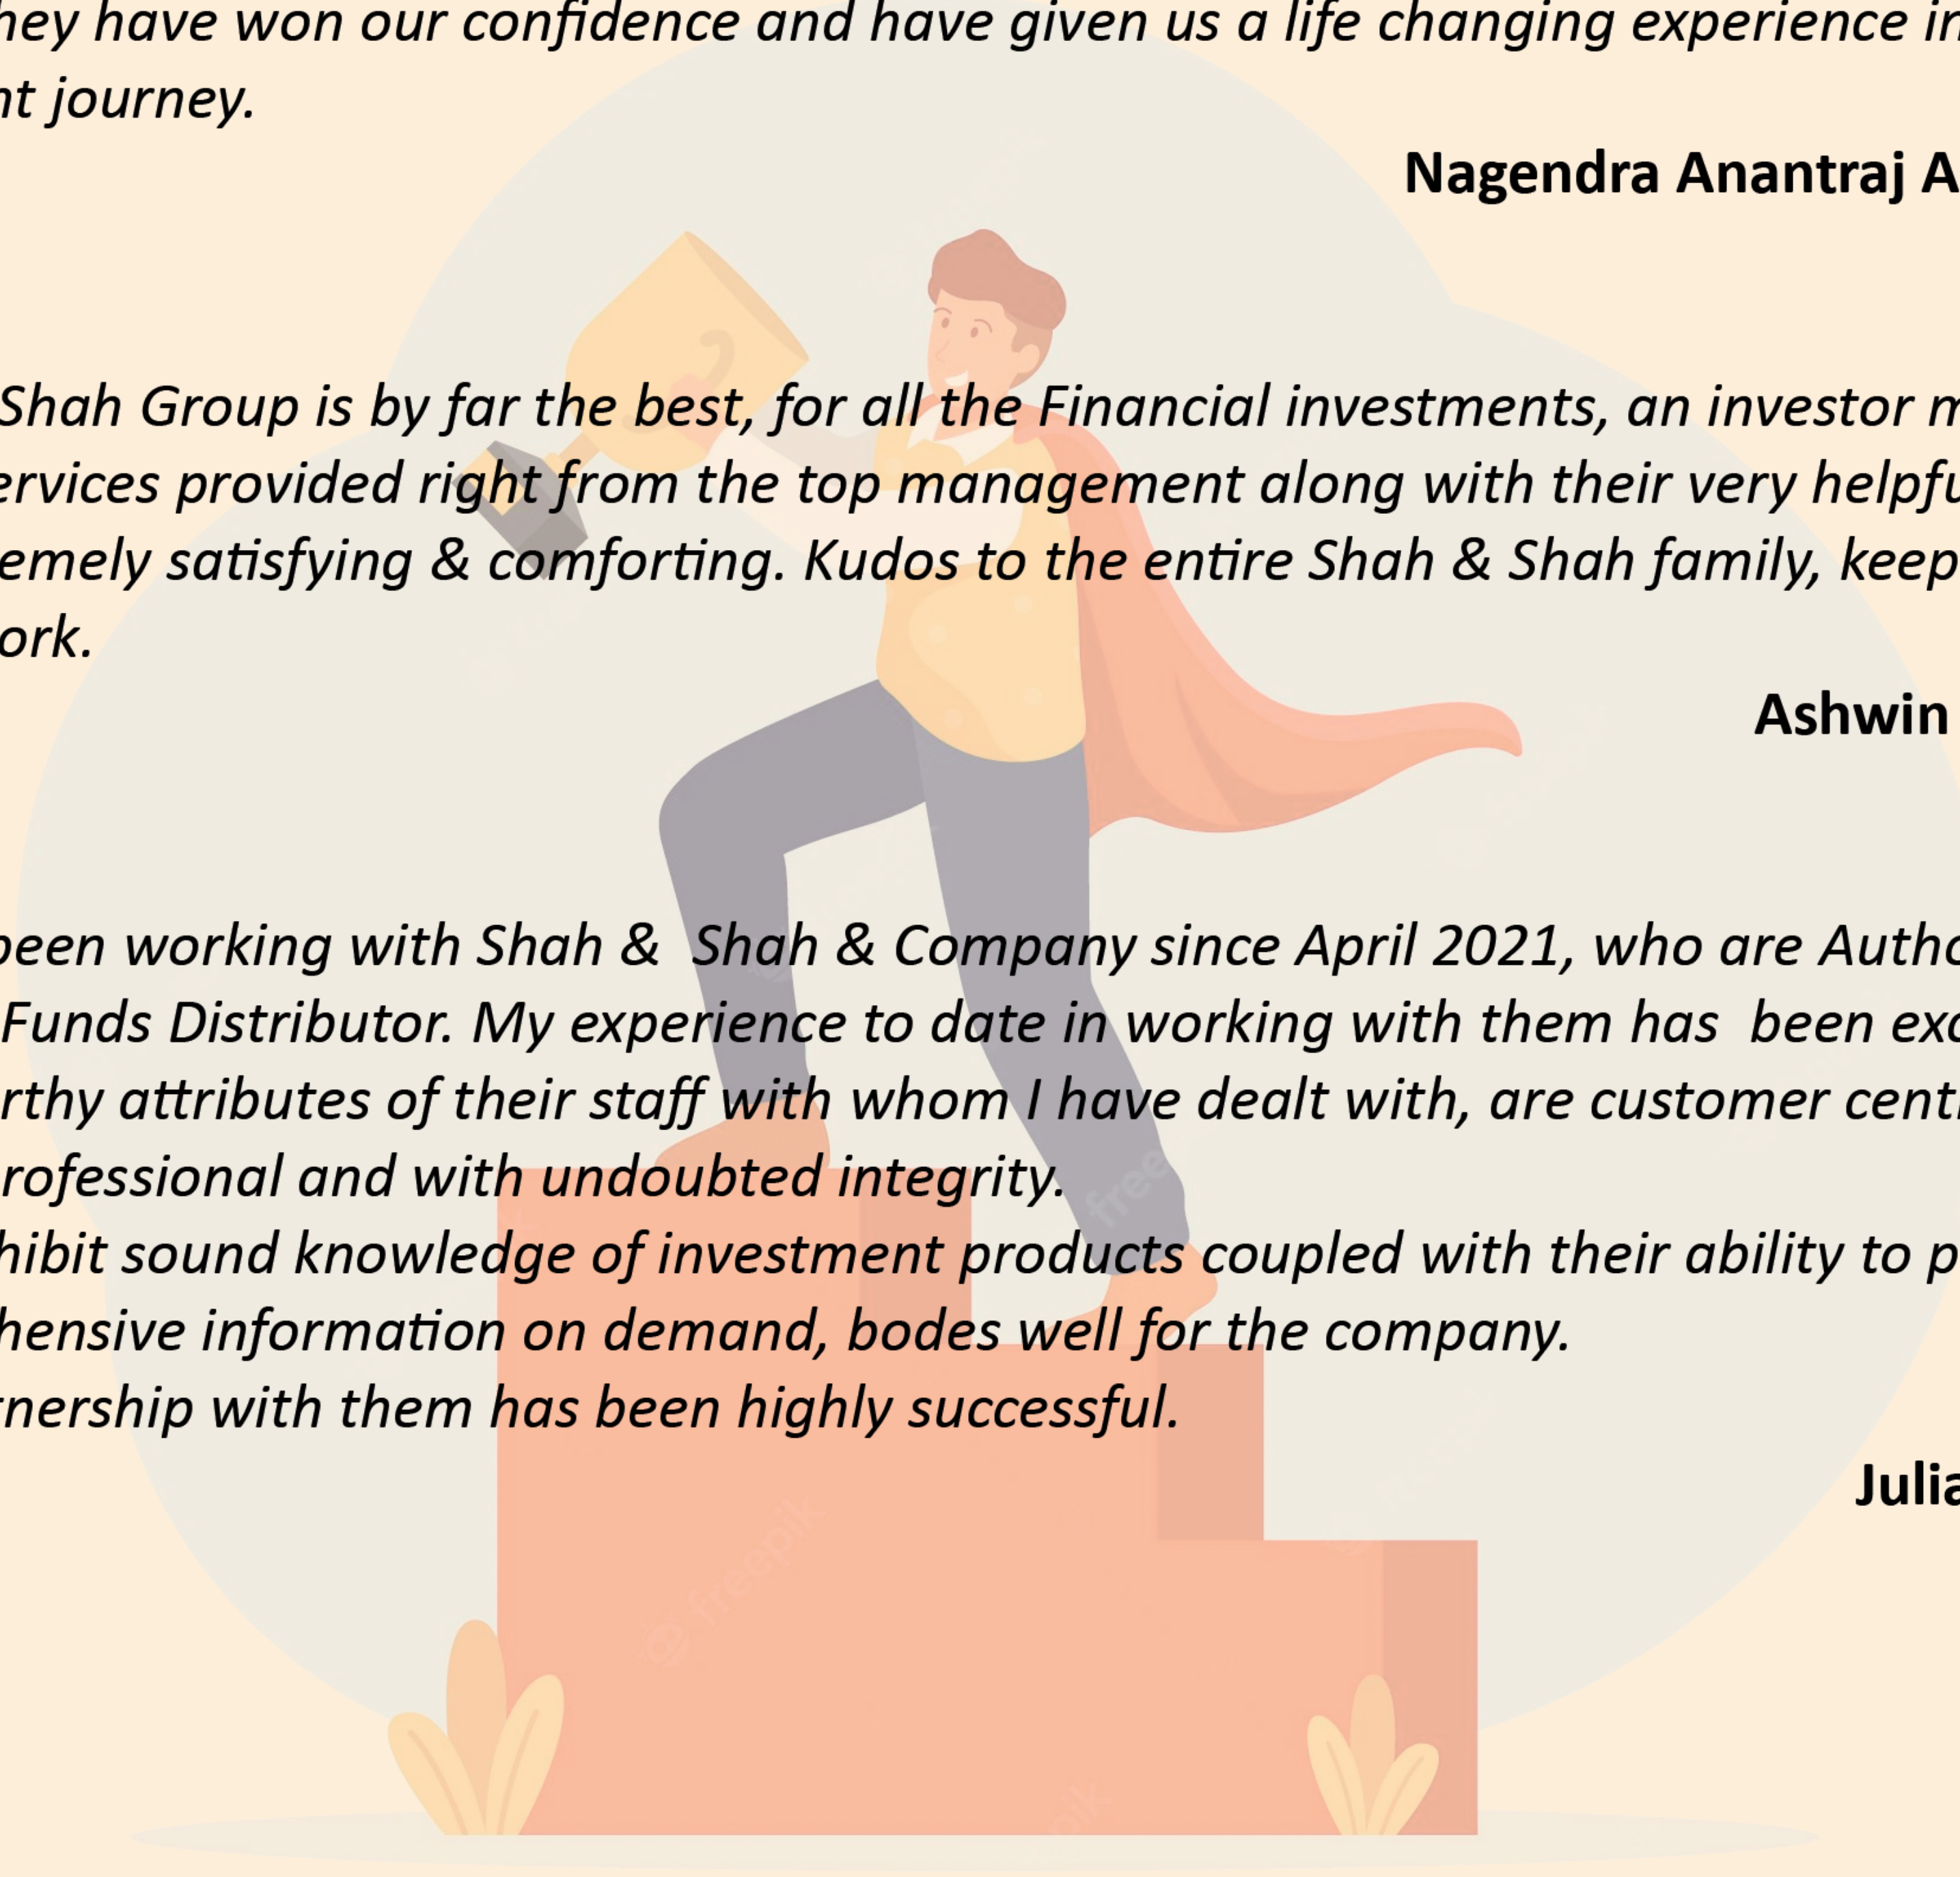 hey have won our confidence and have given us a life changing experience in
nt journey.
Nagendra Anantraj A
Shah Group is by far the best, for all the Financial investments, an investor m
ervices provided right from the top management along with their very helpfu
emely satisfying & comforting. Kudos to the entire Shah & Shah family, keep
ork.
Ashwin
been working with Shah &  Shah & Company since April 2021, who are Autho
Funds Distributor. My experience to date in working with them has  been exc
rthy attributes of their staff with whom I have dealt with, are customer centr
rofessional and with undoubted integrity.
free
hibit sound knowledge of investment products coupled with their ability to p
hensive information on demand, bodes well for the company.
tnership with them has been highly successful.
Julia
freepik
pik